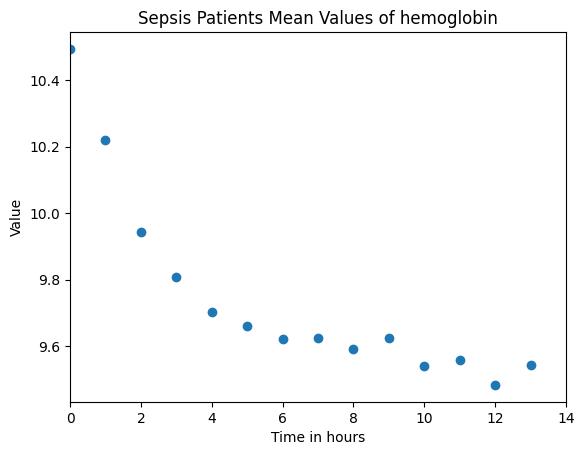 Sepsis Patients Mean Values of hemoglobin
10.4
10.2
10.0
9.8
9.6
Value
0 2 4 6 8 10 12 14
Time in hours